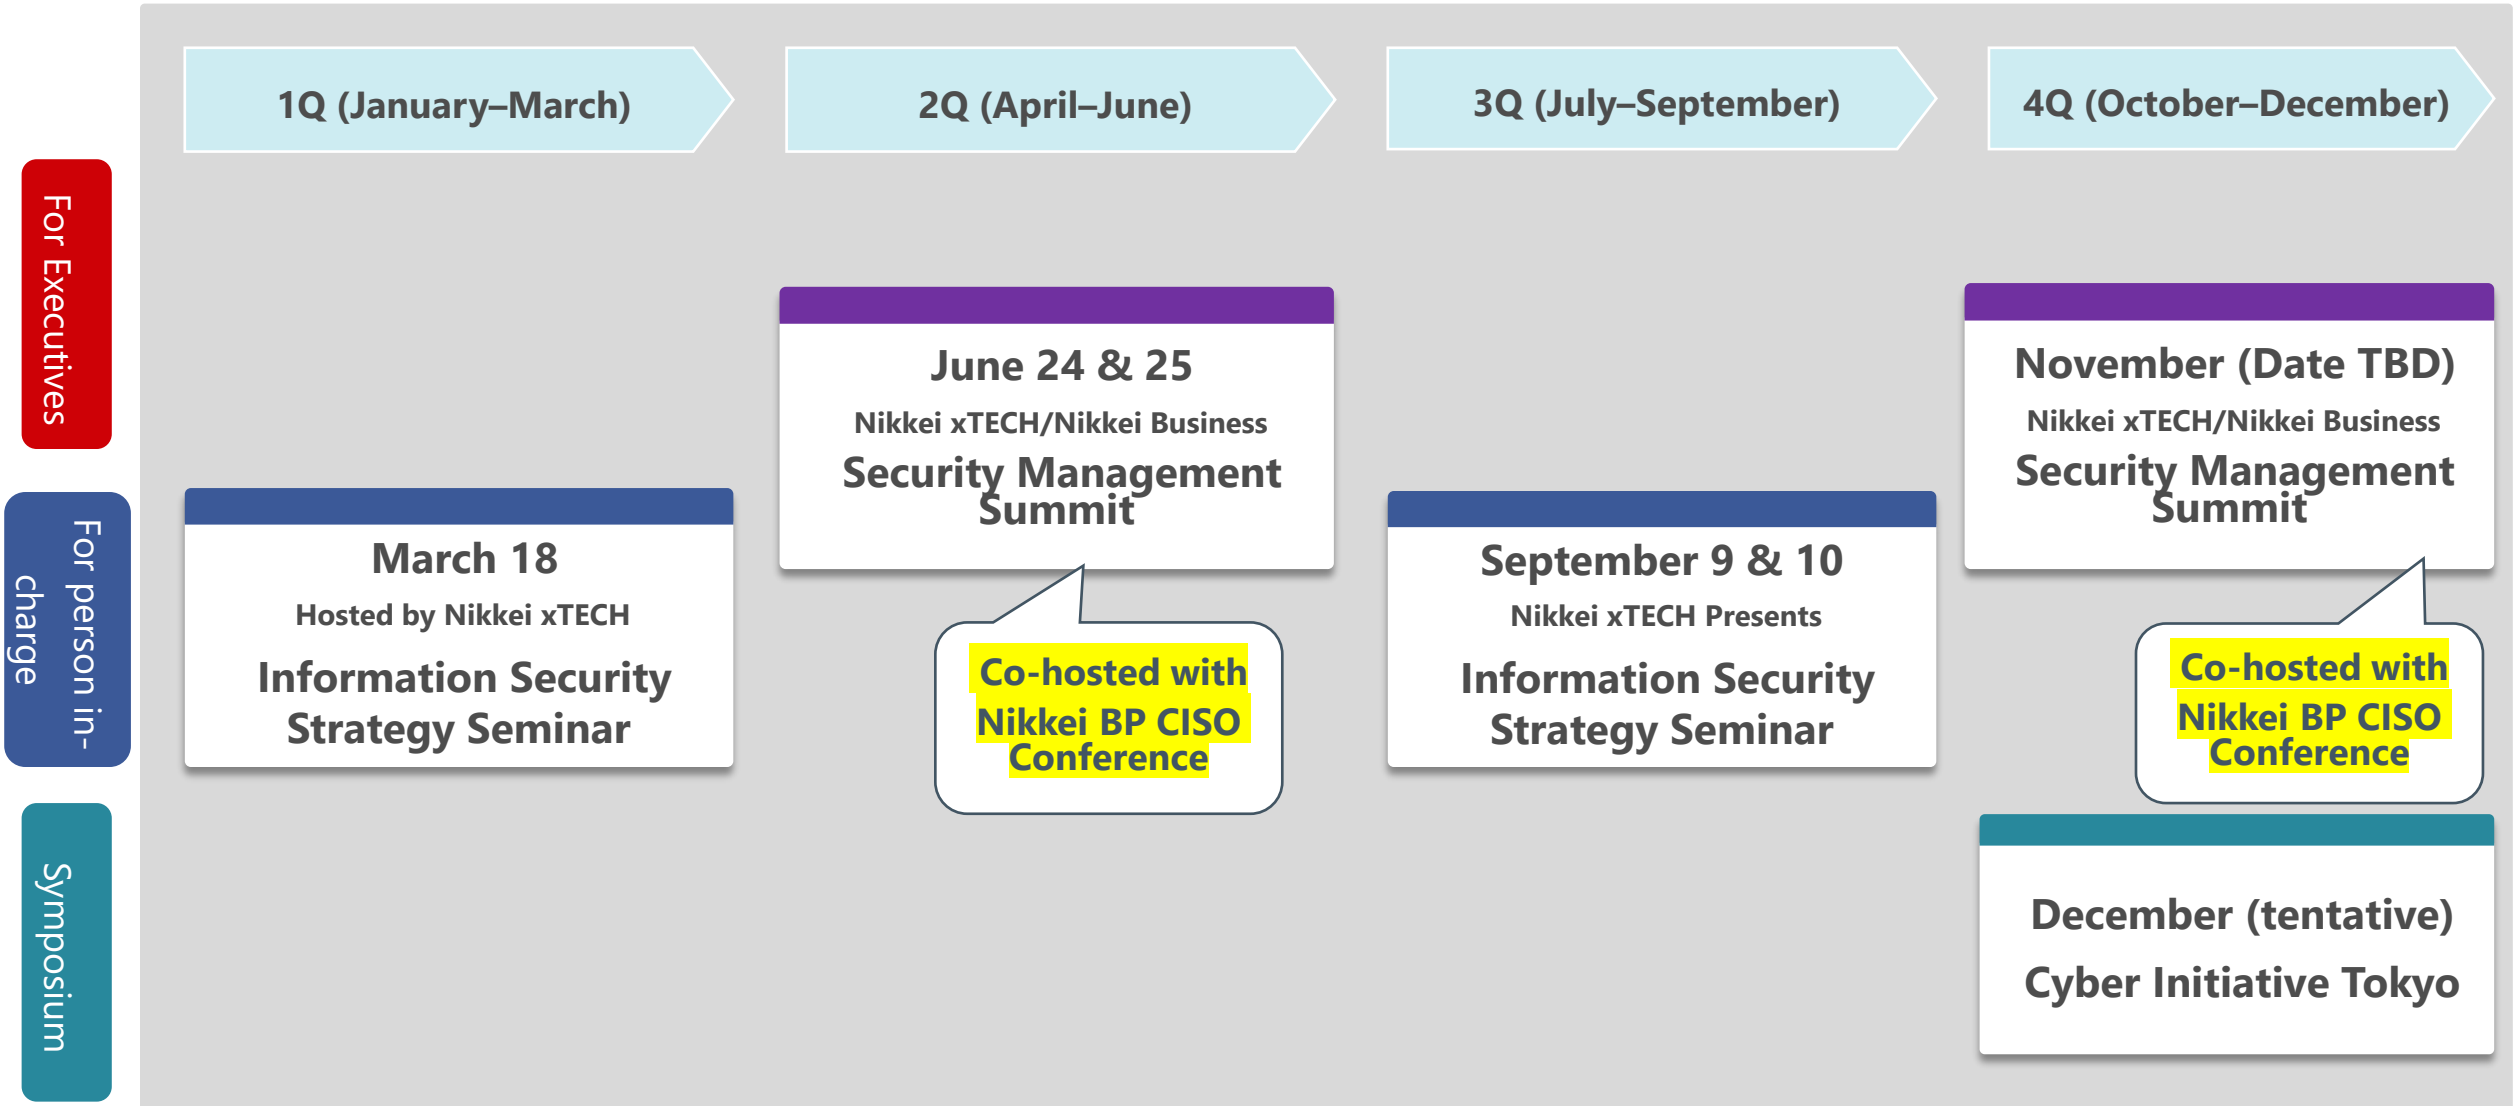 1Q (January–March)
2Q (April–June)
3Q (July–September)
4Q (October–December)
For Executives
For person in-
charge
Symposium
March 18
Hosted by Nikkei xTECH
Information Security
Strategy Seminar
June 24 & 25
Nikkei xTECH/Nikkei Business
Security Management
Summit
Co-hosted with
Nikkei BP CISO
Conference
September 9 & 10
Nikkei xTECH Presents
Information Security
Strategy Seminar
November (Date TBD)
Nikkei xTECH/Nikkei Business
Security Management
Summit
Co-hosted with
Nikkei BP CISO
Conference
December (tentative)
Cyber Initiative Tokyo